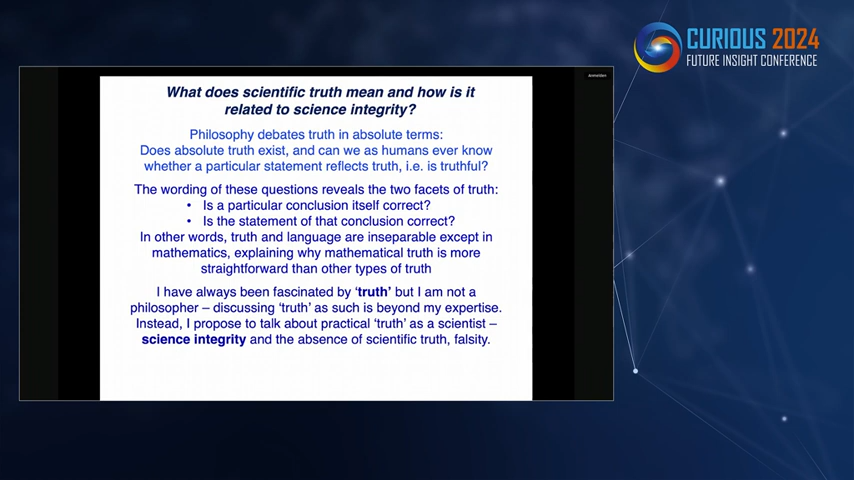 CURIOUS 2024
FUTURE INSIGHT CONFERENCE
Anmelden
What does scientific truth mean and how is it
related to science integrity?
Philosophy debates truth in absolute terms:
Does absolute truth exist, and can we as humans ever know
whether a particular statement reflects truth, i.e. is truthful?
The wording of these questions reveals the two facets of truth:
• Is a particular conclusion itself correct?
• Is the statement of that conclusion correct?
In other words, truth and language are inseparable except in
mathematics, explaining why mathematical truth is more
straightforward than other types of truth
I have always been fascinated by ‘truth’ but I am not a
philosopher – discussing ‘truth’ as such is beyond my expertise.
Instead, I propose to talk about practical ‘truth’ as a scientist –
science integrity and the absence of scientific truth, falsity.